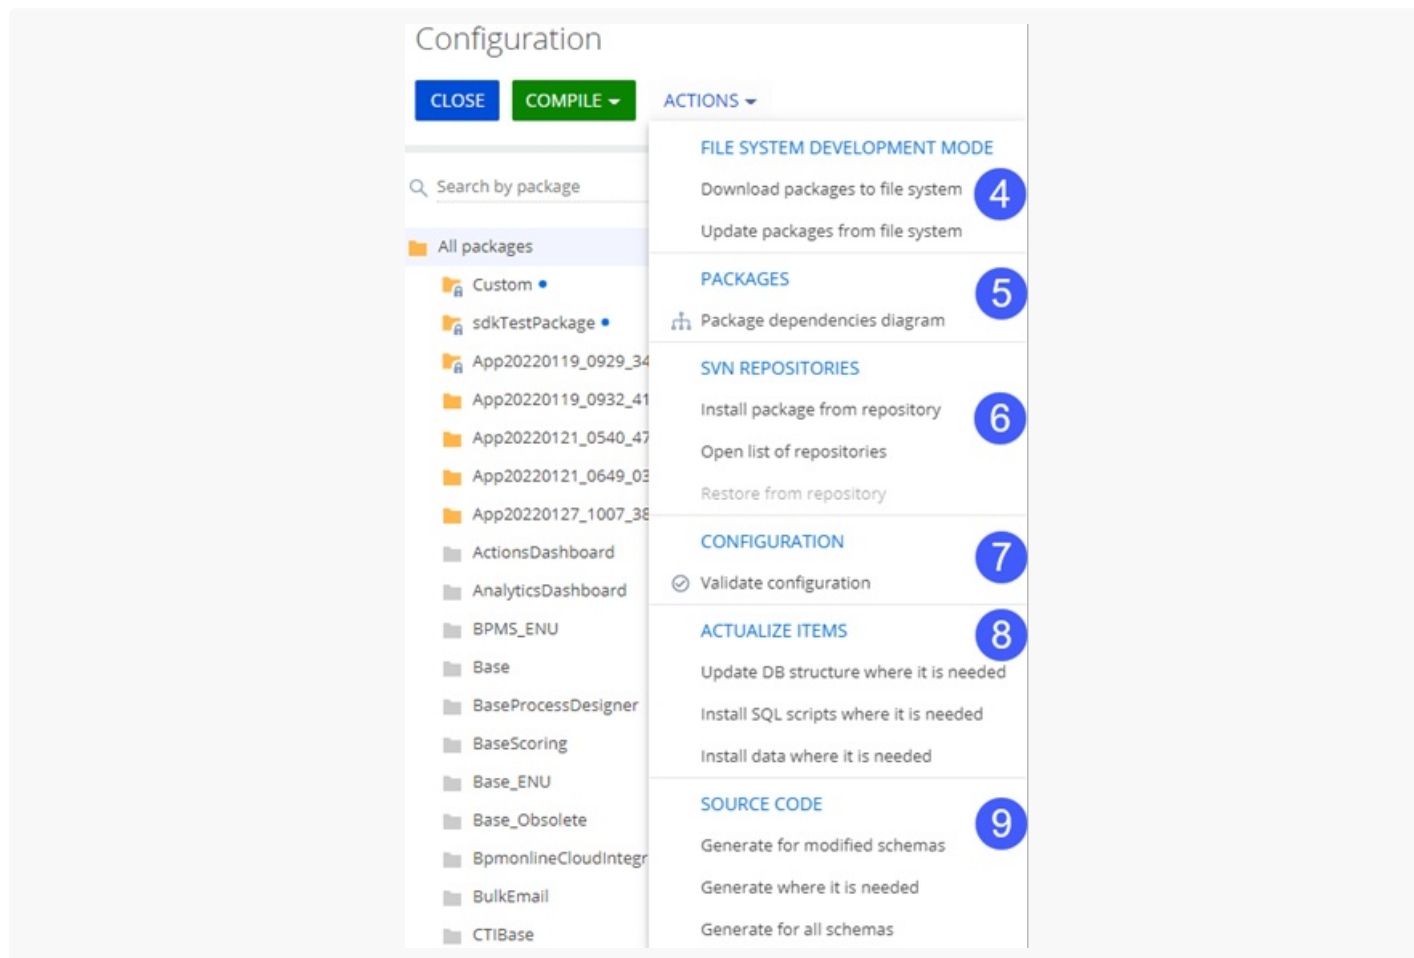 Configuration
CLOSE
COMPILE
ACTIONS
Search by package
All packages
Custom
sdkTestPackage
App20220119_0929_34
App20220119_0932_41
App20220121_0540_47
App20220121_0649_03
App20220127_1007_38
ActionsDashboard
AnalyticsDashboard
BPMS_ENU
Base
BaseProcessDesigner
BaseScoring
Base_ENU
Base_Obsolete
BpmonlineCloudIntegr
BulkEmail
CTIBase
FILE SYSTEM DEVELOPMENT MODE
Download packages to file system
4
Update packages from file system
PACKAGES
5
Package dependencies diagram
SVN REPOSITORIES
Install package from repository
6
Open list of repositories
Restore from repository
CONFIGURATION
7
Validate configuration
ACTUALIZE ITEMS
8
Update DB structure where it is needed
Install SQL scripts where it is needed
Install data where it is needed
SOURCE CODE
9
Generate for modified schemas
Generate where it is needed
Generate for all schemas